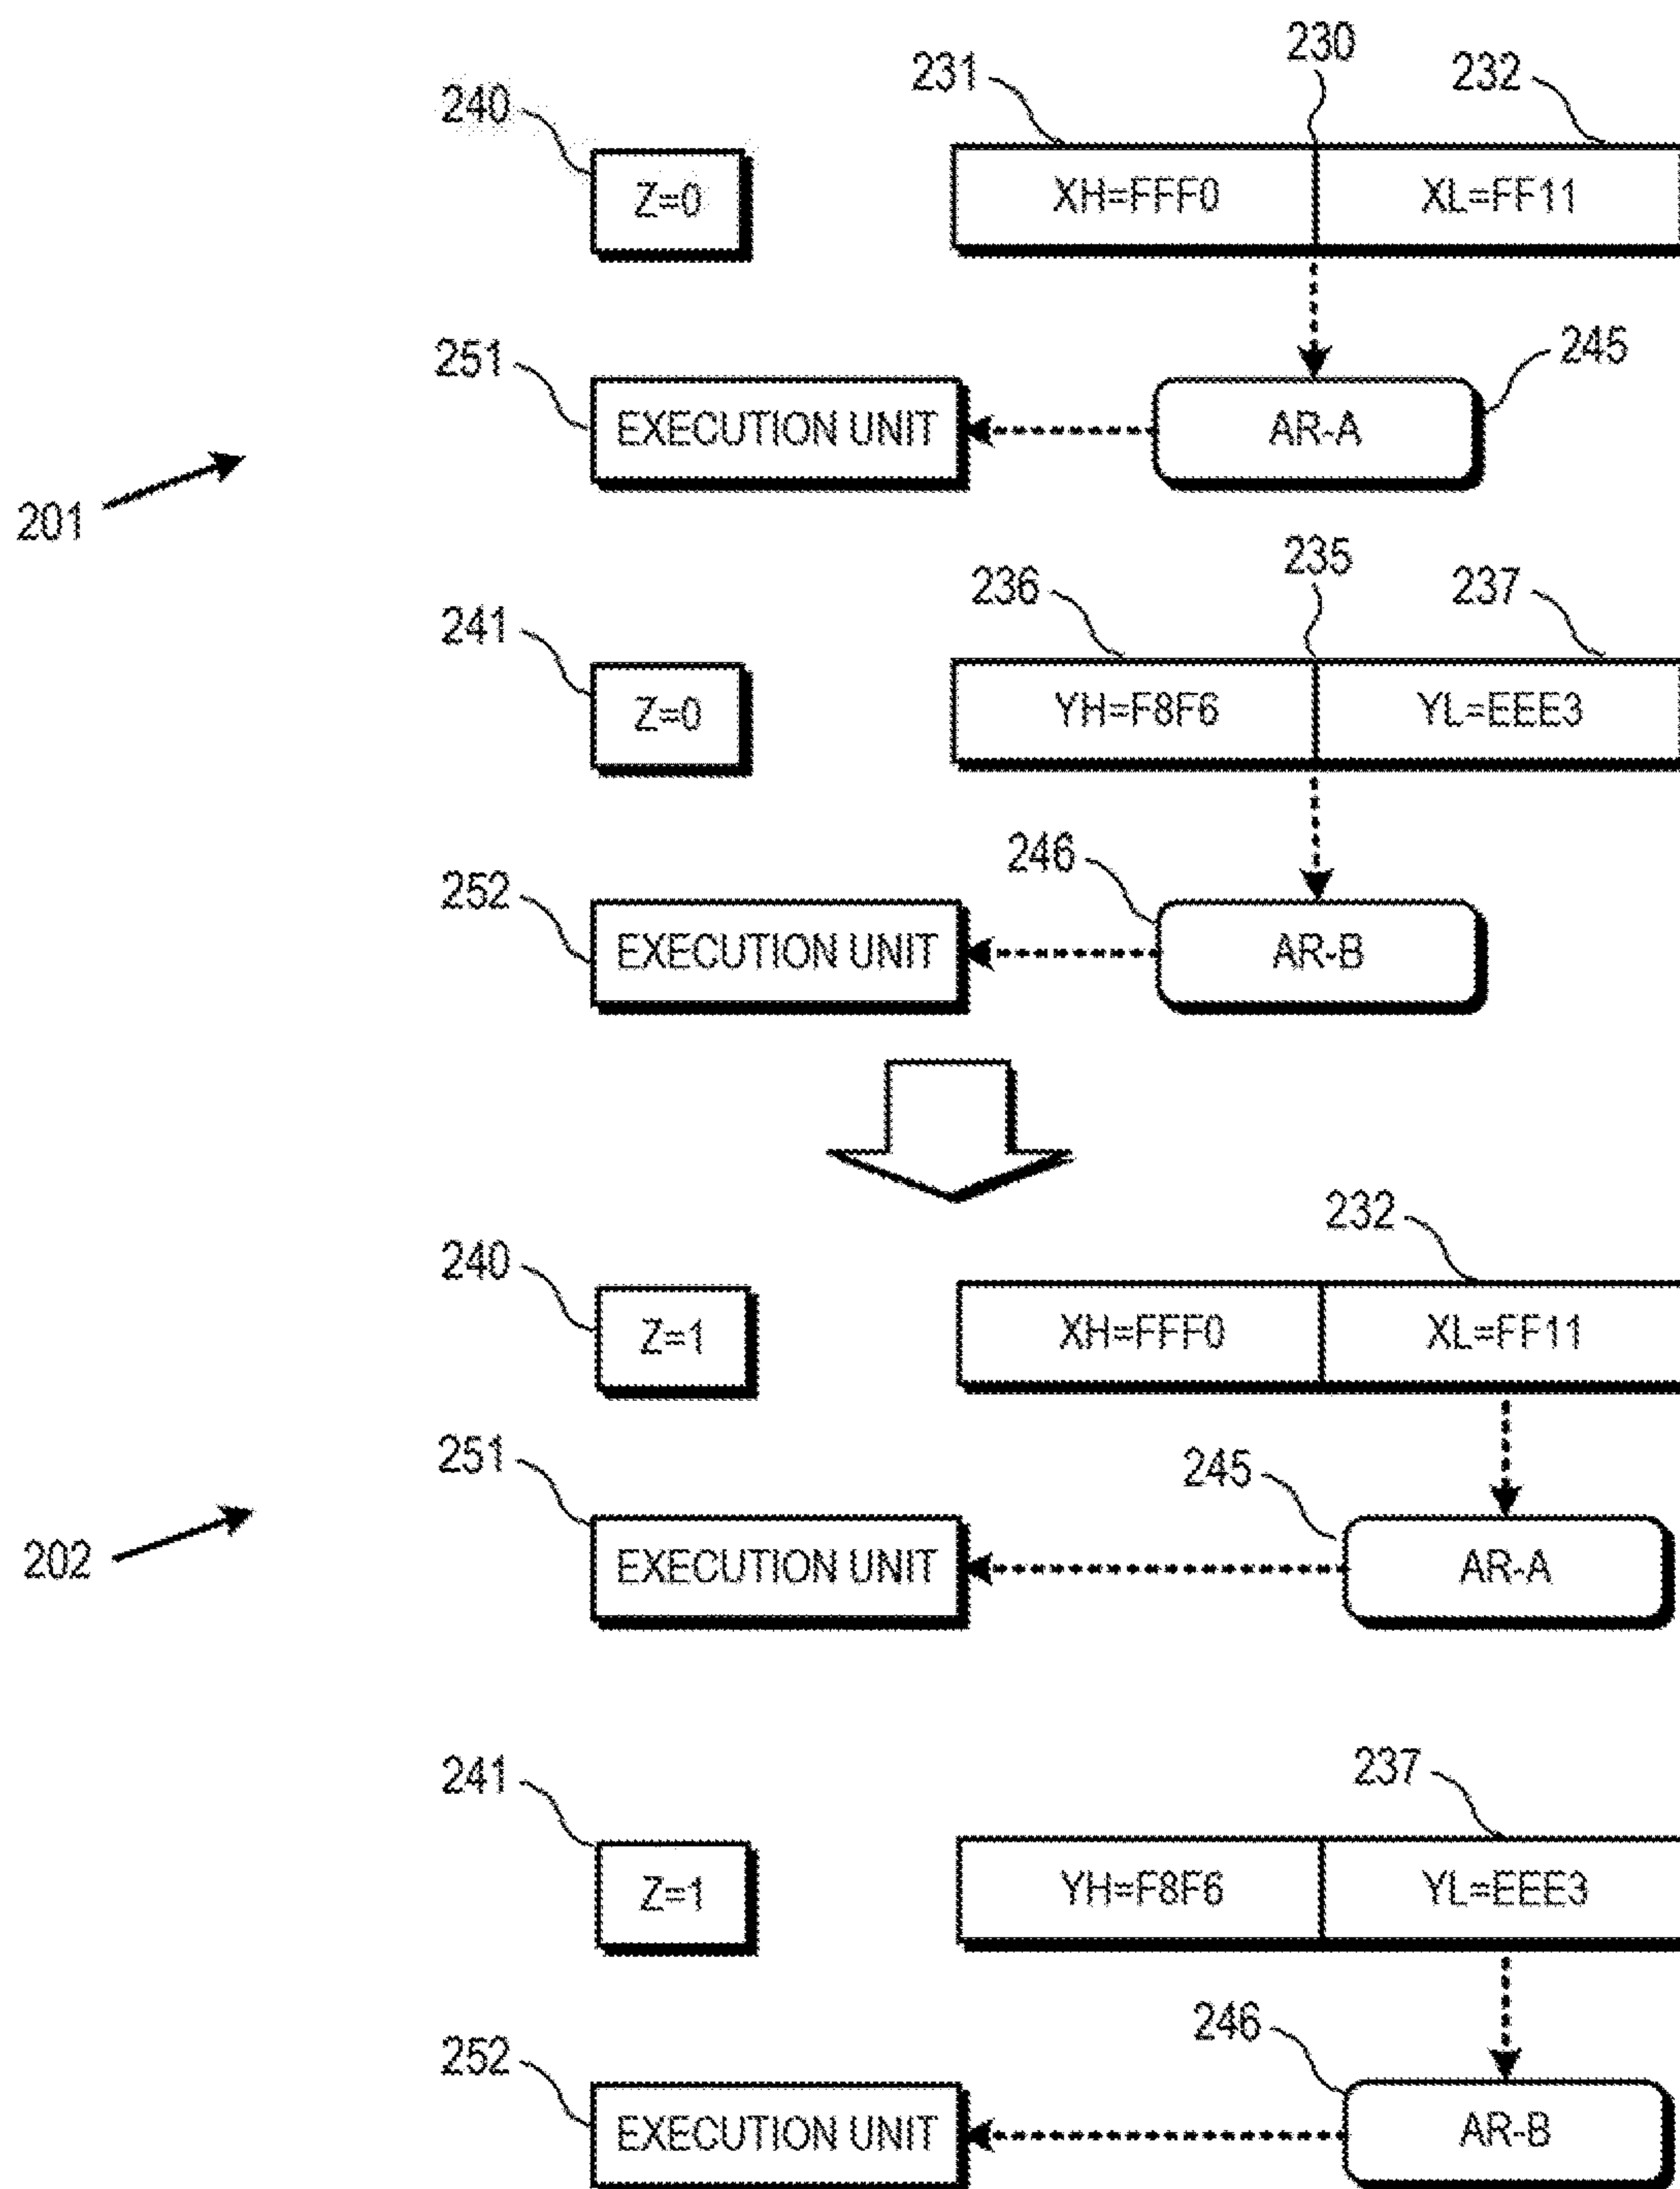 230
231
232
240
Z=0
XH=FFF0
XL=FF11
251
245
EXECUTION UNIT
AR-A
201
235
236
237
241
Z=0
YH=F8F6
YL=EEE3
246
252
EXECUTION UNIT
AR-B
232
240
Z=1
XH=FFF0
XL=FF11
251
245
202
EXECUTION UNIT
AR-A
237
241
Z=1
YH=F8F6
YL=EEE3
246
252
EXECUTION UNIT
AR-B